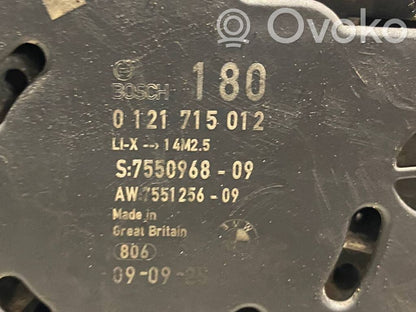 Ovoko
BOSCH 180
0 121 715 012
LI-X --> 14M2.5
S:7550968 - 09
AW:7551256 - 09
Made in
Great Britain
BMW
806
09-09-